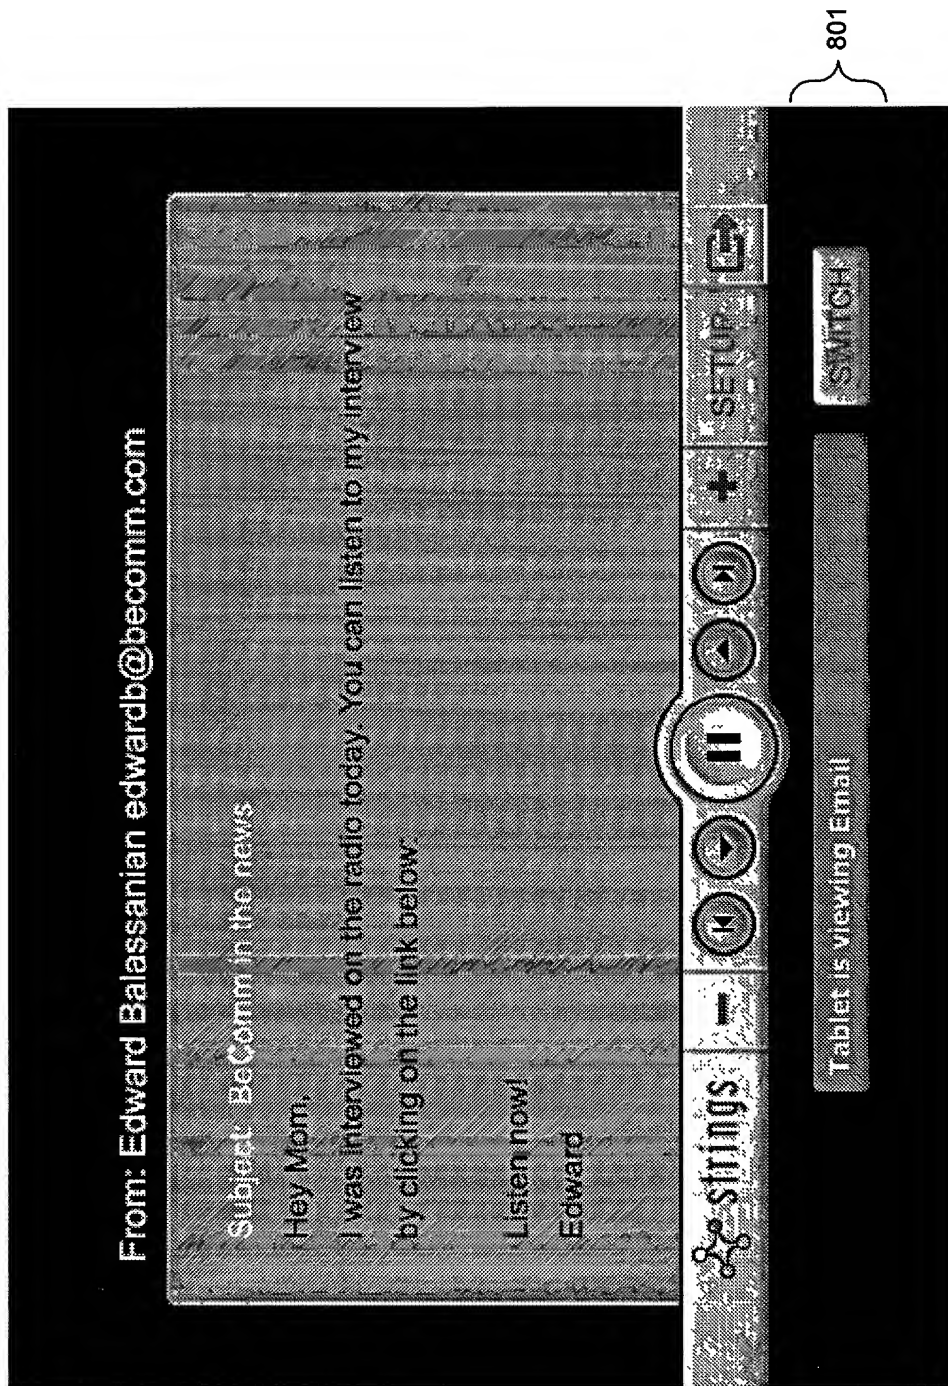 From: Edward Balassanian edwardb@becomm.com
Subject: BeComm in the news
Hey Mom,
I was interviewed on the radio today. You can listen to my interview
by clicking on the link below.
Listen now!
Edward
strings
SETUP
Tablet is viewing Email
SWITCH
801